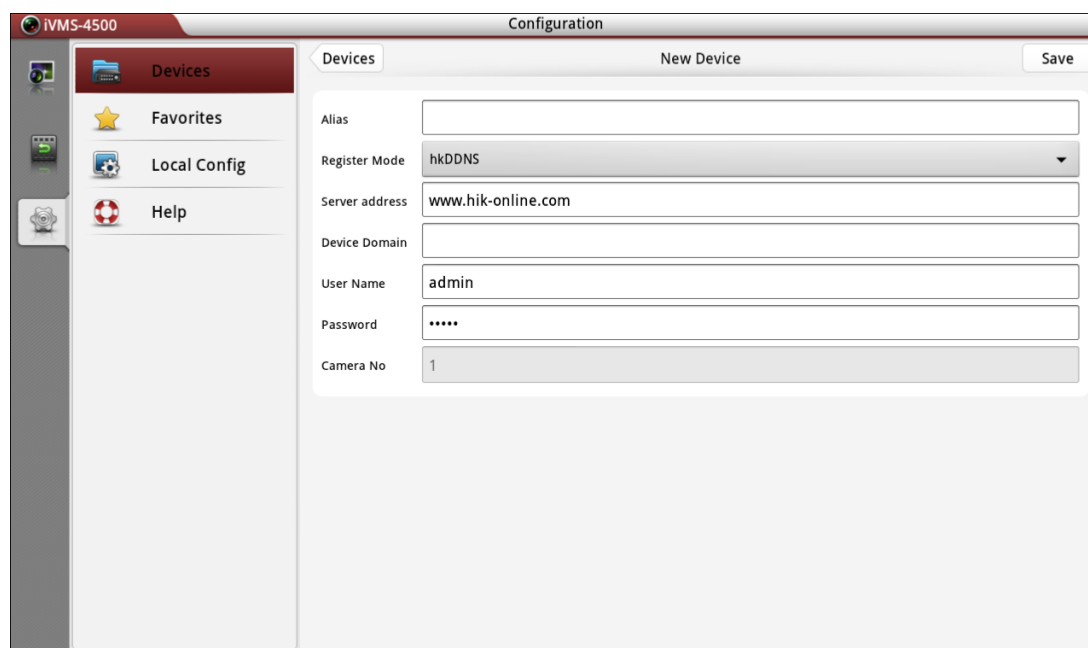 iVMS-4500
Configuration
Devices
Favorites
Local Config
Help
Devices
New Device
Save
Alias
Register Mode
hkDDNS
Server address
www.hik-online.com
Device Domain
User Name
admin
Password
•••••
Camera No
1